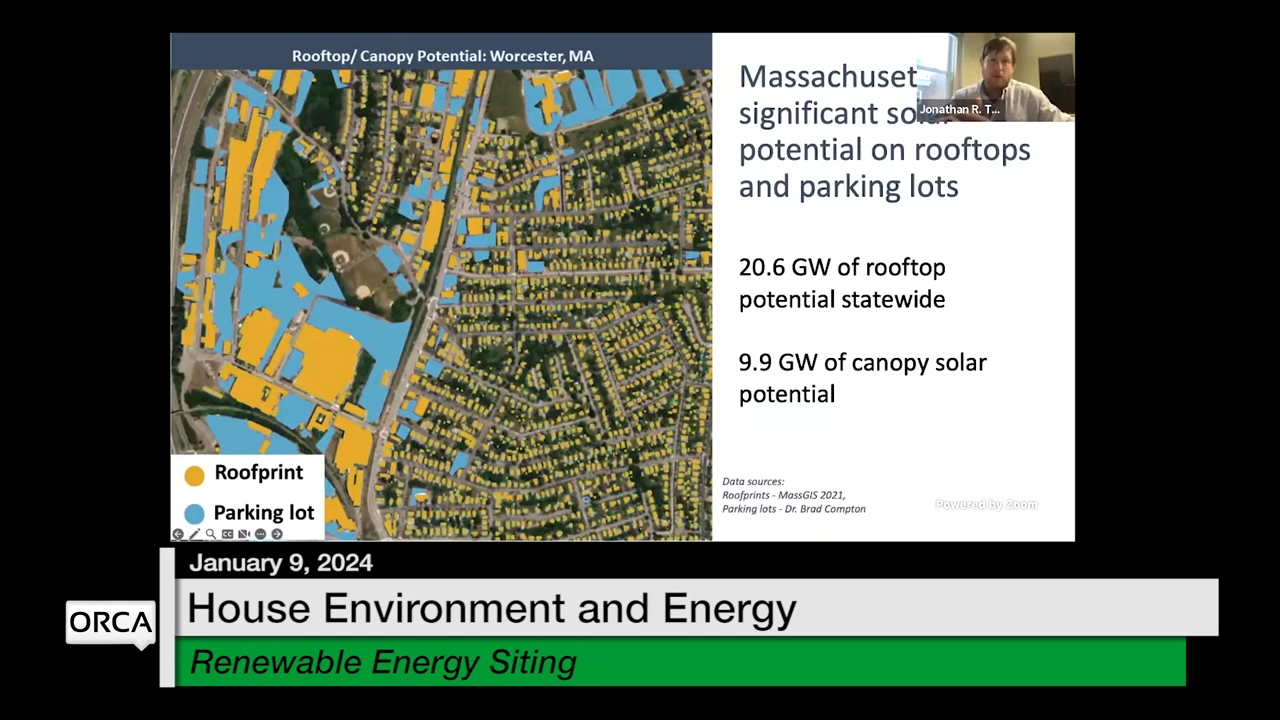 Rooftop/ Canopy Potential: Worcester, MA
Massachuset
significant solar
potential on rooftops
and parking lots
Jonathan R. T...
20.6 GW of rooftop
potential statewide
9.9 GW of canopy solar
potential
Data sources:
Roofprints - MassGIS 2021,
Parking lots - Dr. Brad Compton
Powered by Zoom
Roofprint
Parking lot
January 9, 2024
ORCA
House Environment and Energy
Renewable Energy Siting